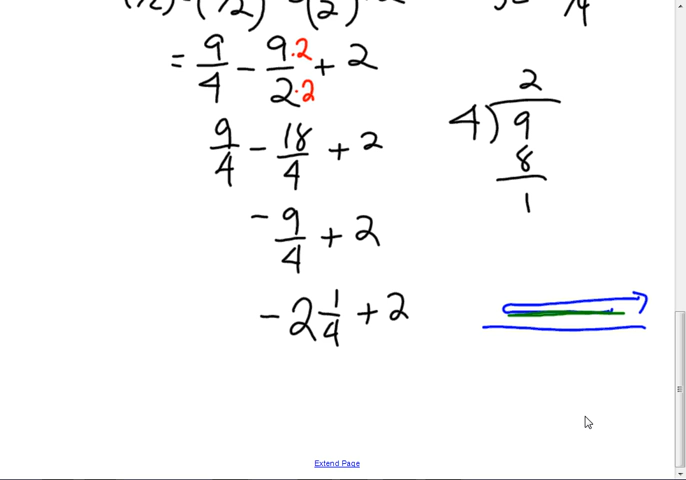 = 9/4 - 9·2/2·2 + 2
9/4 - 18/4 + 2
-9/4 + 2
-2 1/4 + 2
2
4)9
8
1
Extend Page